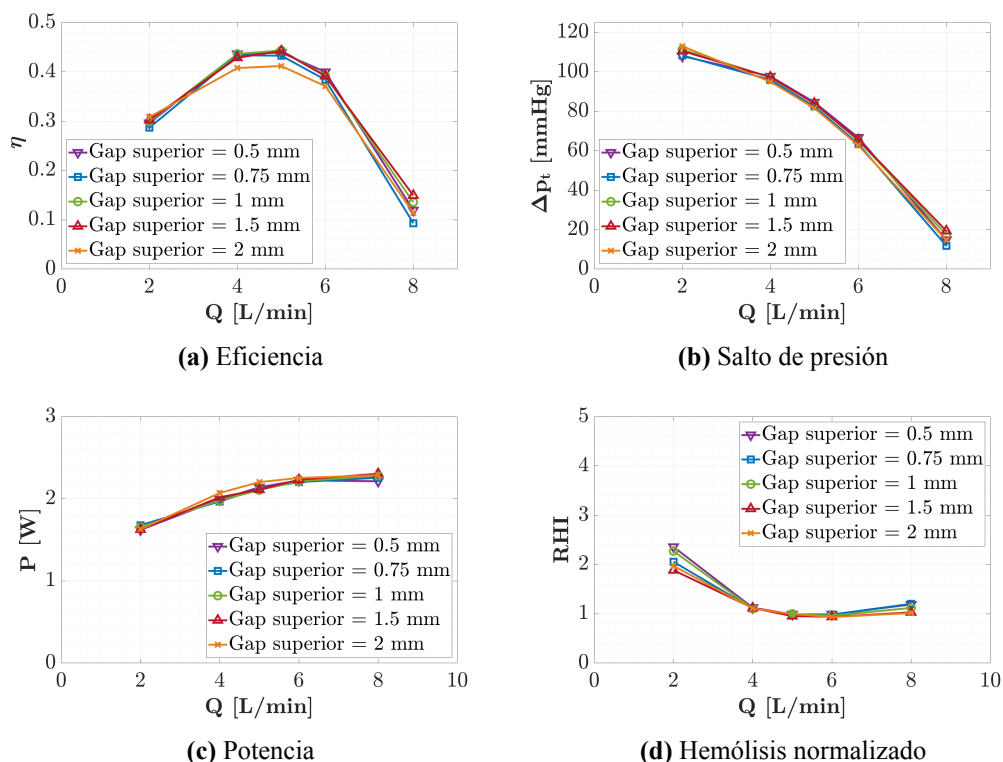 0.5
0.4
0.3
0.2
0.1
0
η
Gap superior = 0.5 mm
Gap superior = 0.75 mm
Gap superior = 1 mm
Gap superior = 1.5 mm
Gap superior = 2 mm
0 2 4 6 8
Q [L/min]
(a) Eficiencia
120
100
80
60
40
20
0
Δpₜ [mmHg]
Gap superior = 0.5 mm
Gap superior = 0.75 mm
Gap superior = 1 mm
Gap superior = 1.5 mm
Gap superior = 2 mm
0 2 4 6 8
Q [L/min]
(b) Salto de presión
3
2
1
0
P [W]
Gap superior = 0.5 mm
Gap superior = 0.75 mm
Gap superior = 1 mm
Gap superior = 1.5 mm
Gap superior = 2 mm
0 2 4 6 8 10
Q [L/min]
(c) Potencia
5
4
3
2
1
0
RHI
Gap superior = 0.5 mm
Gap superior = 0.75 mm
Gap superior = 1 mm
Gap superior = 1.5 mm
Gap superior = 2 mm
0 2 4 6 8 10
Q [L/min]
(d) Hemólisis normalizado